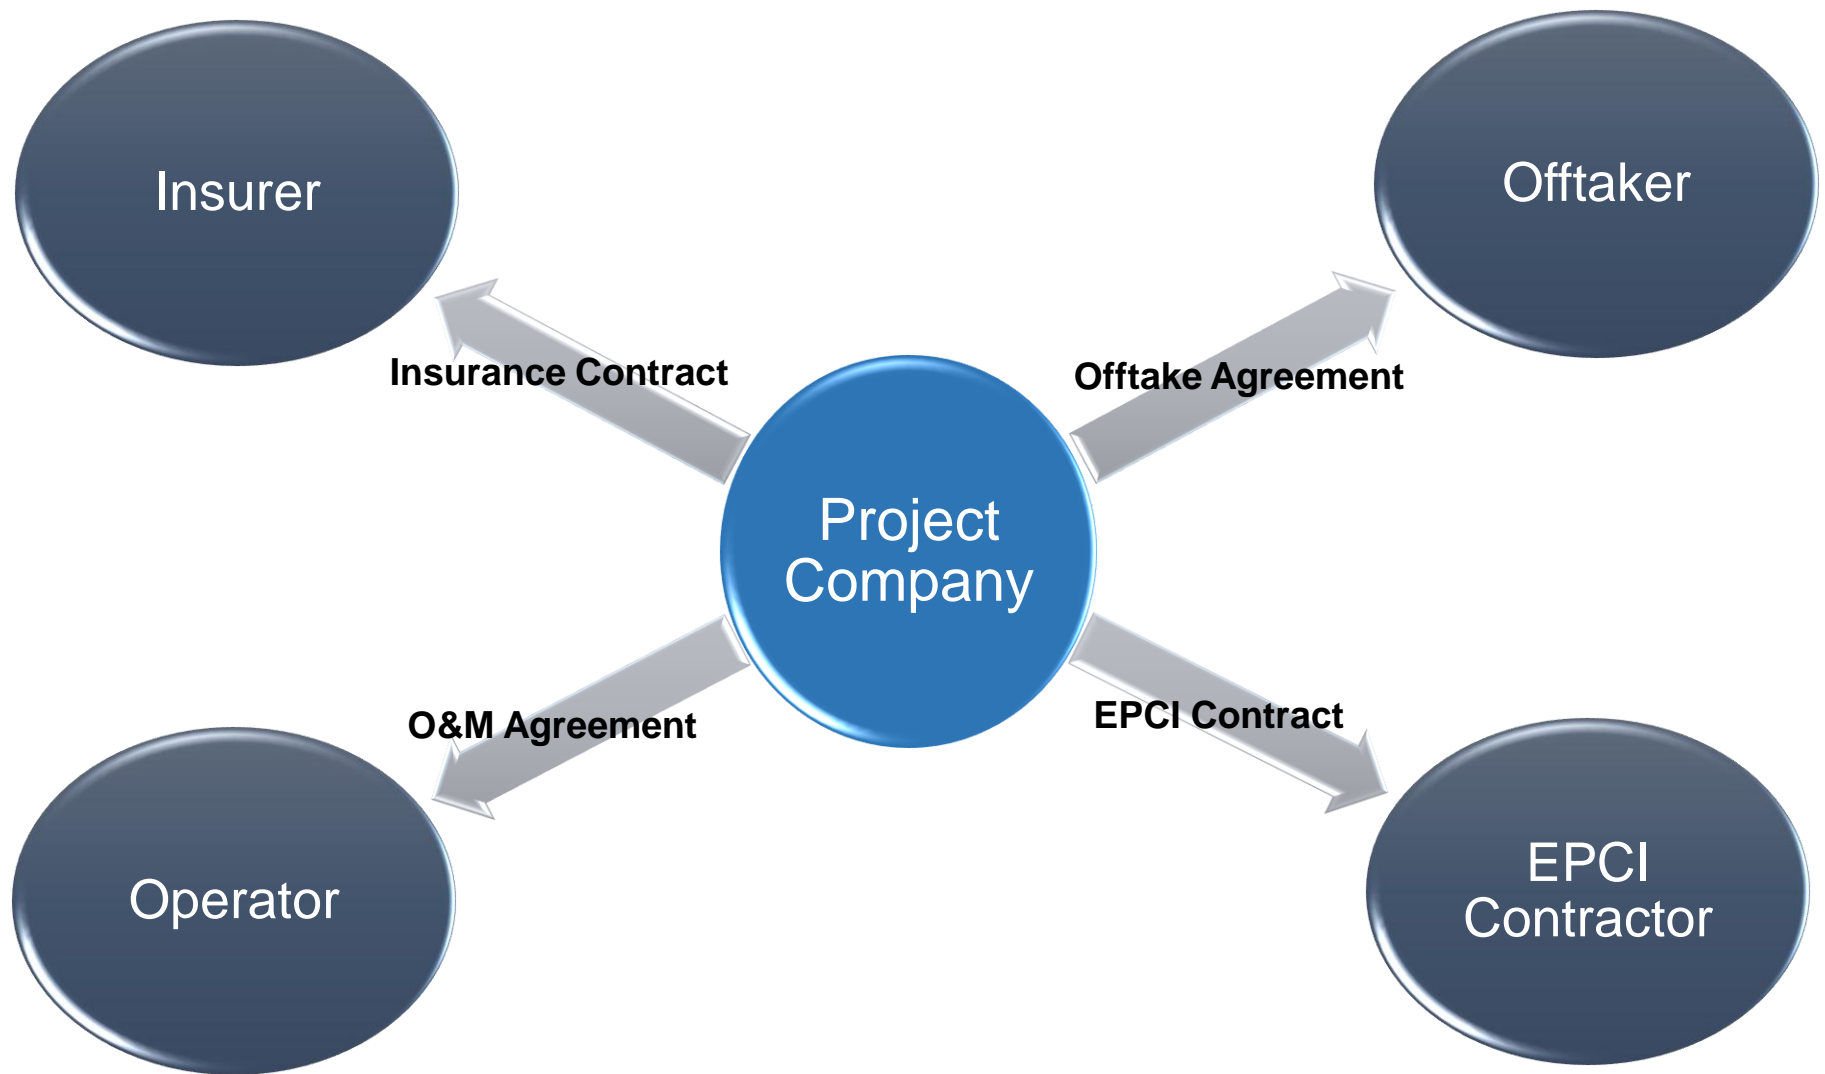 Insurer
Offtaker
Insurance Contract
Offtake Agreement
Project
Company
O&M Agreement
EPCI Contract
Operator
EPCI
Contractor